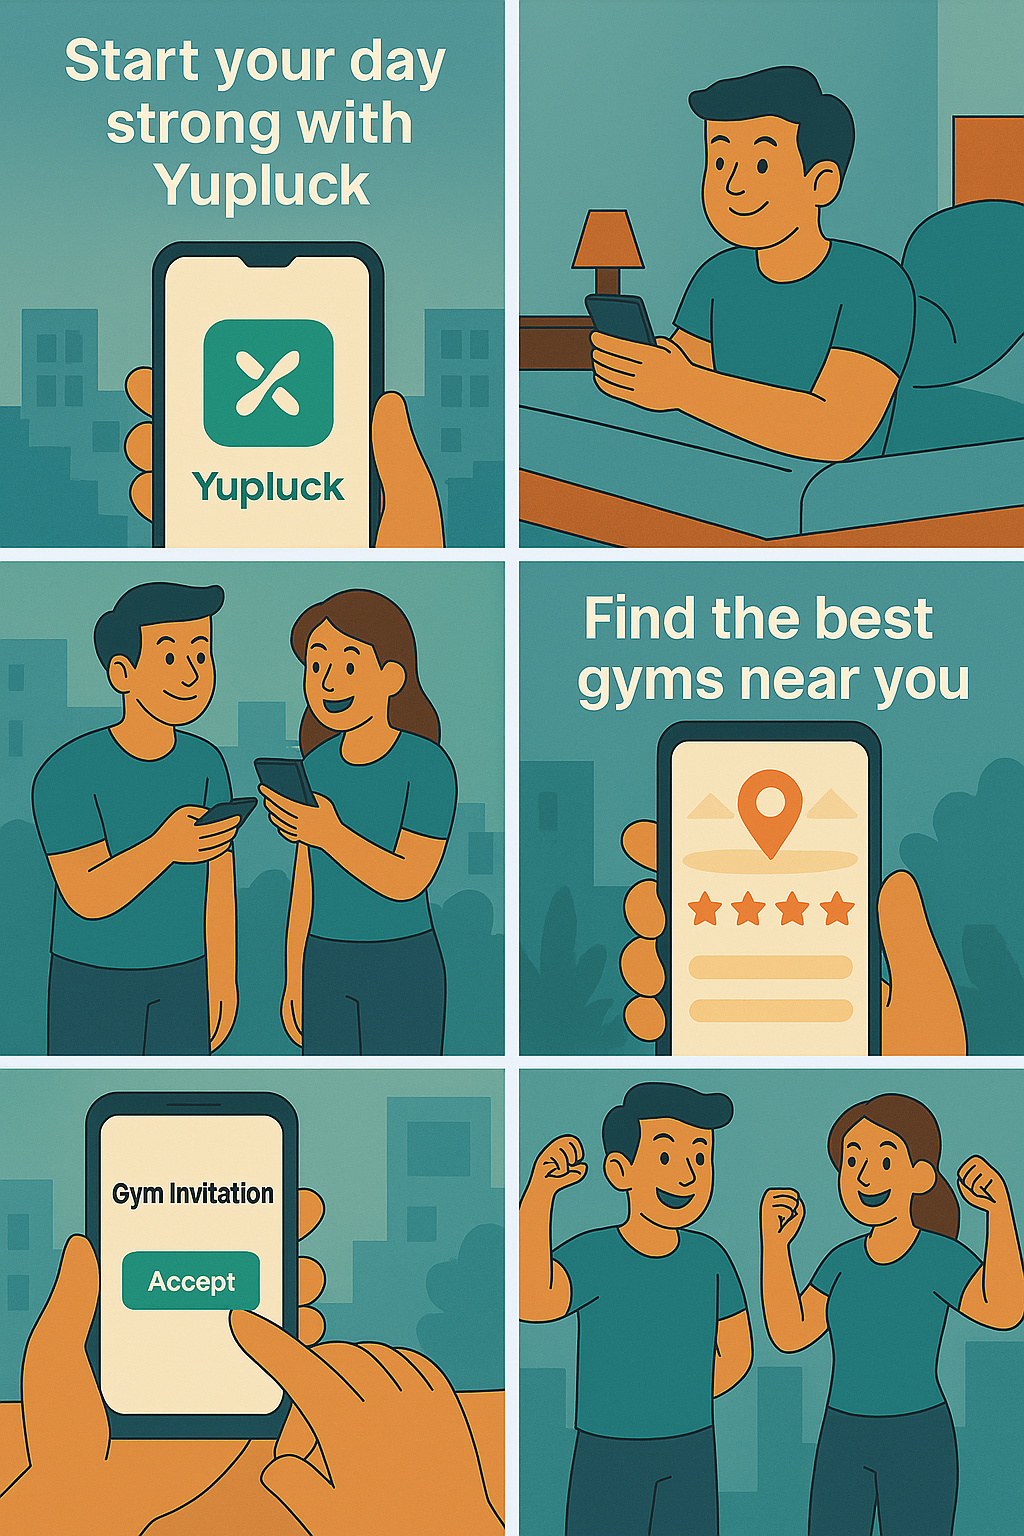 Start your day
strong with
Yupluck
Yupluck
Find the best
gyms near you
Gym Invitation
Accept